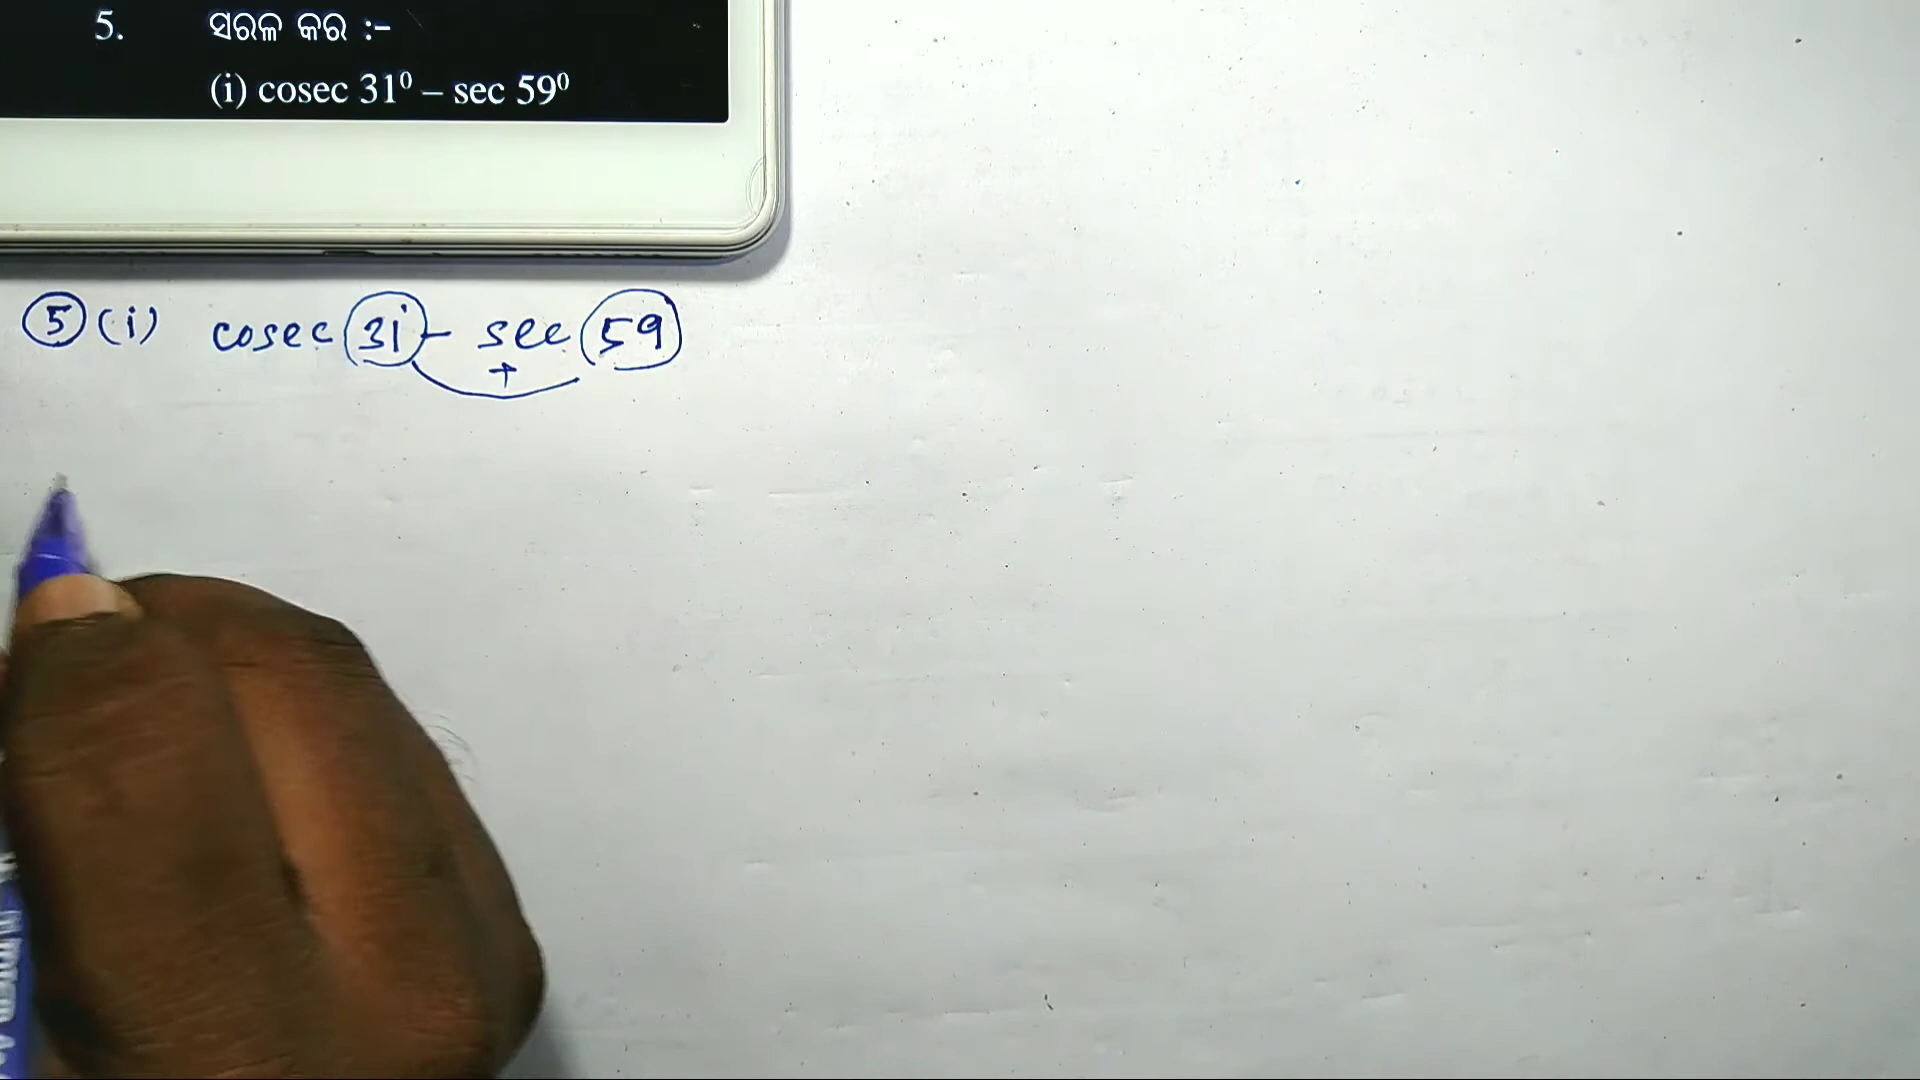 5. ସରଳ କର :–
(i) cosec 31⁰ – sec 59⁰
5 (i) cosec 31 - sec 59
+